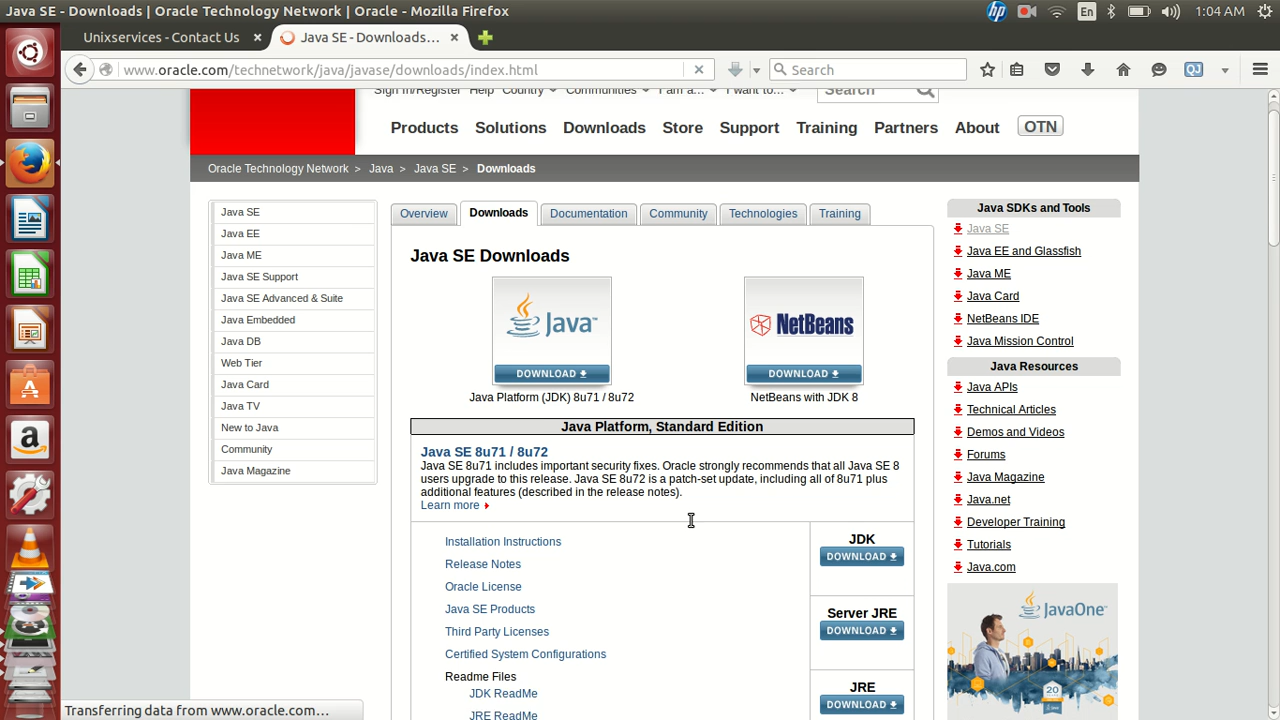 Java SE - Downloads | Oracle Technology Network | Oracle - Mozilla Firefox
En
1:04 AM
Unixservices - Contact Us
Java SE - Downloads...
www.oracle.com/technetwork/java/javase/downloads/index.html
Search
QJ
Sign In/Register Help Country Communities I am a... I want to...
Search
Products Solutions Downloads Store Support Training Partners About OTN
Oracle Technology Network > Java > Java SE > Downloads
Java SE
Java EE
Java ME
Java SE Support
Java SE Advanced & Suite
Java Embedded
Java DB
Web Tier
Java Card
Java TV
New to Java
Community
Java Magazine
Overview Downloads Documentation Community Technologies Training
Java SE Downloads
Java™
DOWNLOAD
Java Platform (JDK) 8u71 / 8u72
NetBeans
DOWNLOAD
NetBeans with JDK 8
Java Platform, Standard Edition
Java SE 8u71 / 8u72
Java SE 8u71 includes important security fixes. Oracle strongly recommends that all Java SE 8
users upgrade to this release. Java SE 8u72 is a patch-set update, including all of 8u71 plus
additional features (described in the release notes).
Learn more
Installation Instructions
Release Notes
Oracle License
Java SE Products
Third Party Licenses
Certified System Configurations
Readme Files
JDK ReadMe
JRE ReadMe
JDK
DOWNLOAD
Server JRE
DOWNLOAD
JRE
DOWNLOAD
Java SDKs and Tools
Java SE
Java EE and Glassfish
Java ME
Java Card
NetBeans IDE
Java Mission Control
Java Resources
Java APIs
Technical Articles
Demos and Videos
Forums
Java Magazine
Java.net
Developer Training
Tutorials
Java.com
JavaOne™
20
Transferring data from www.oracle.com...